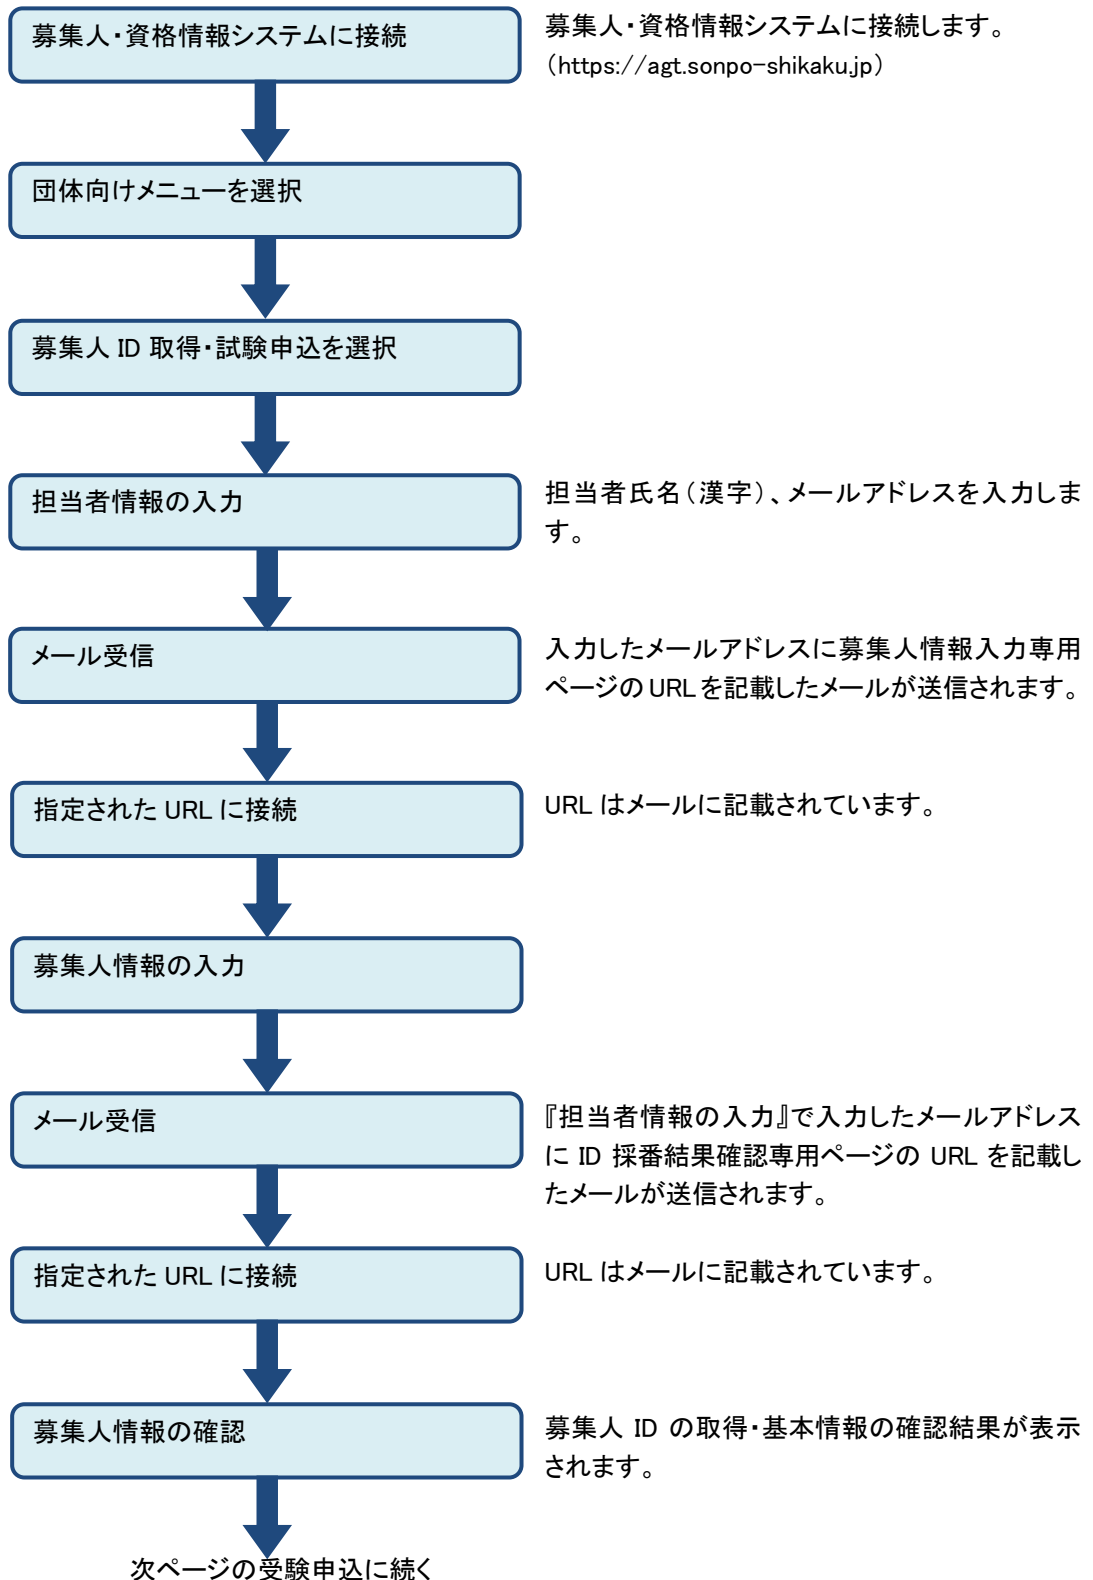 募集人・資格情報システムに接続
募集人・資格情報システムに接続します。
（https://agt.sonpo-shikaku.jp）
団体向けメニューを選択
募集人 ID 取得・試験申込を選択
担当者情報の入力
担当者氏名（漢字）、メールアドレスを入力しま
す。
メール受信
入力したメールアドレスに募集人情報入力専用
ページの URL を記載したメールが送信されます。
指定された URL に接続
URL はメールに記載されています。
募集人情報の入力
メール受信
『担当者情報の入力』で入力したメールアドレス
に ID 採番結果確認専用ページの URL を記載し
たメールが送信されます。
指定された URL に接続
URL はメールに記載されています。
募集人情報の確認
募集人 ID の取得・基本情報の確認結果が表示
されます。
次ページの受験申込に続く